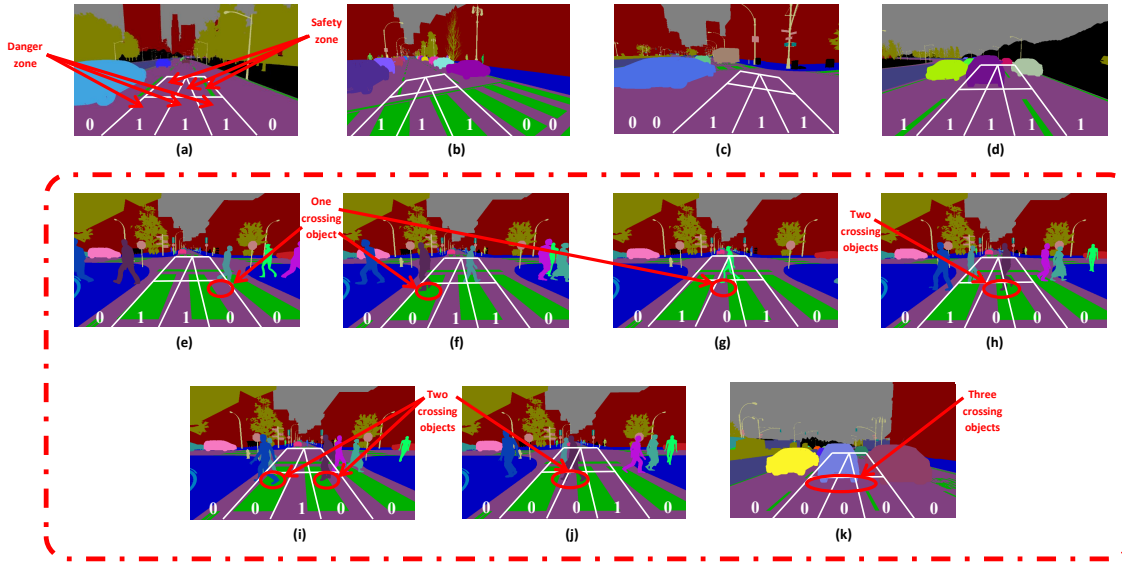 Danger
zone
Safety
zone
0 1 1 1 0
1 1 1 0 0
0 0 1 1 1
1 1 1 1 1
(a) (b) (c) (d)
One
crossing
object
Two
crossing
objects
0 1 1 0 0
0 0 1 1 0
0 1 0 1 0
0 1 0 0 0
(e) (f) (g) (h)
Two
crossing
objects
Three
crossing
objects
0 0 1 0 0
0 0 0 1 0
0 0 0 0 0
(i) (j) (k)